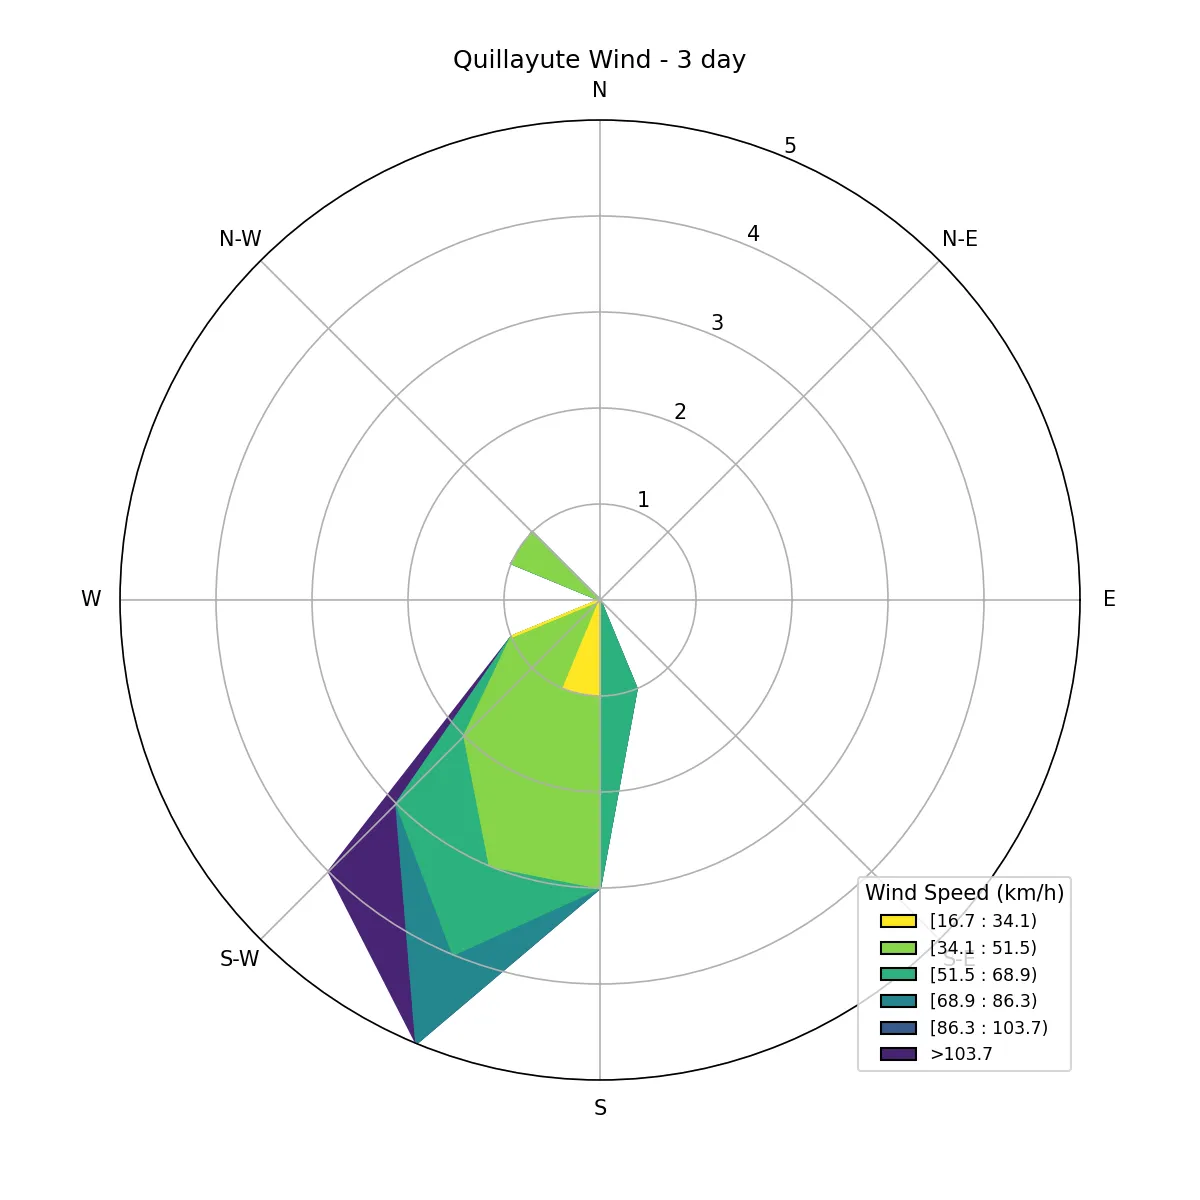 Quillayute Wind - 3 day
N
5
N-W
4
N-E
3
2
1
W
E
Wind Speed (km/h)
[16.7 : 34.1)
[34.1 : 51.5)
S-W
S-E
[51.5 : 68.9)
[68.9 : 86.3)
[86.3 : 103.7)
>103.7
S